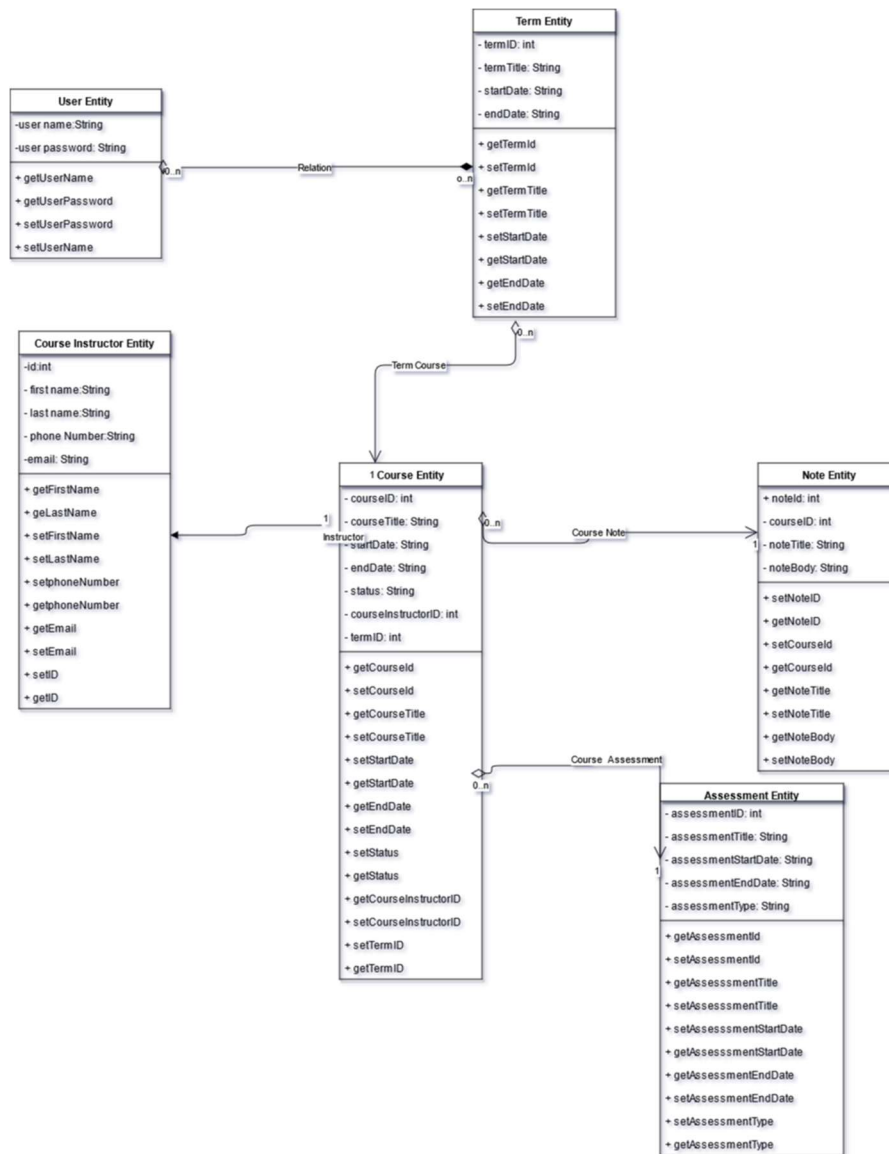 Term Entity
- termID: int
- termTitle: String
- startDate: String
- endDate: String
+ getTermId
+ setTermId
+ getTermTitle
+ setTermTitle
+ setStartDate
+ getStartDate
+ getEndDate
+ setEndDate
User Entity
-user name:String
-user password: String
+ getUserName
+ getUserPassword
+ setUserPassword
+ setUserName
0..n
Relation
o..n
0..n
Term Course
Course Instructor Entity
-id:int
- first name:String
- last name:String
- phone Number:String
-email: String
+ getFirstName
+ geLastName
+ setFirstName
+ setLastName
+ setphoneNumber
+ getphoneNumber
+ getEmail
+ setEmail
+ setID
+ getID
1
Instructor
1 Course Entity
- courseID: int
- courseTitle: String
- startDate: String
- endDate: String
- status: String
- courseInstructorID: int
- termID: int
+ getCourseId
+ setCourseId
+ getCourseTitle
+ setCourseTitle
+ setStartDate
+ getStartDate
+ getEndDate
+ setEndDate
+ setStatus
+ getStatus
+ getCourseInstructorID
+ setCourseInstructorID
+ setTermID
+ getTermID
0..n
Course Note
1
Note Entity
+ noteId: int
- courseID: int
- noteTitle: String
- noteBody: String
+ setNoteID
+ getNoteID
+ setCourseId
+ getCourseId
+ getNoteTitle
+ setNoteTitle
+ getNoteBody
+ setNoteBody
0..n
Course Assessment
1
Assessment Entity
- assessmentID: int
- assessmentTitle: String
- assessmentStartDate: String
- assessmentEndDate: String
- assessmentType: String
+ getAssessmentId
+ setAssessmentId
+ getAssesssmentTitle
+ setAssessmentTitle
+ setAssesssmentStartDate
+ getAssessmentStartDate
+ getAssessmentEndDate
+ setAssessmentEndDate
+ setAssessmentType
+ getAssessmentType